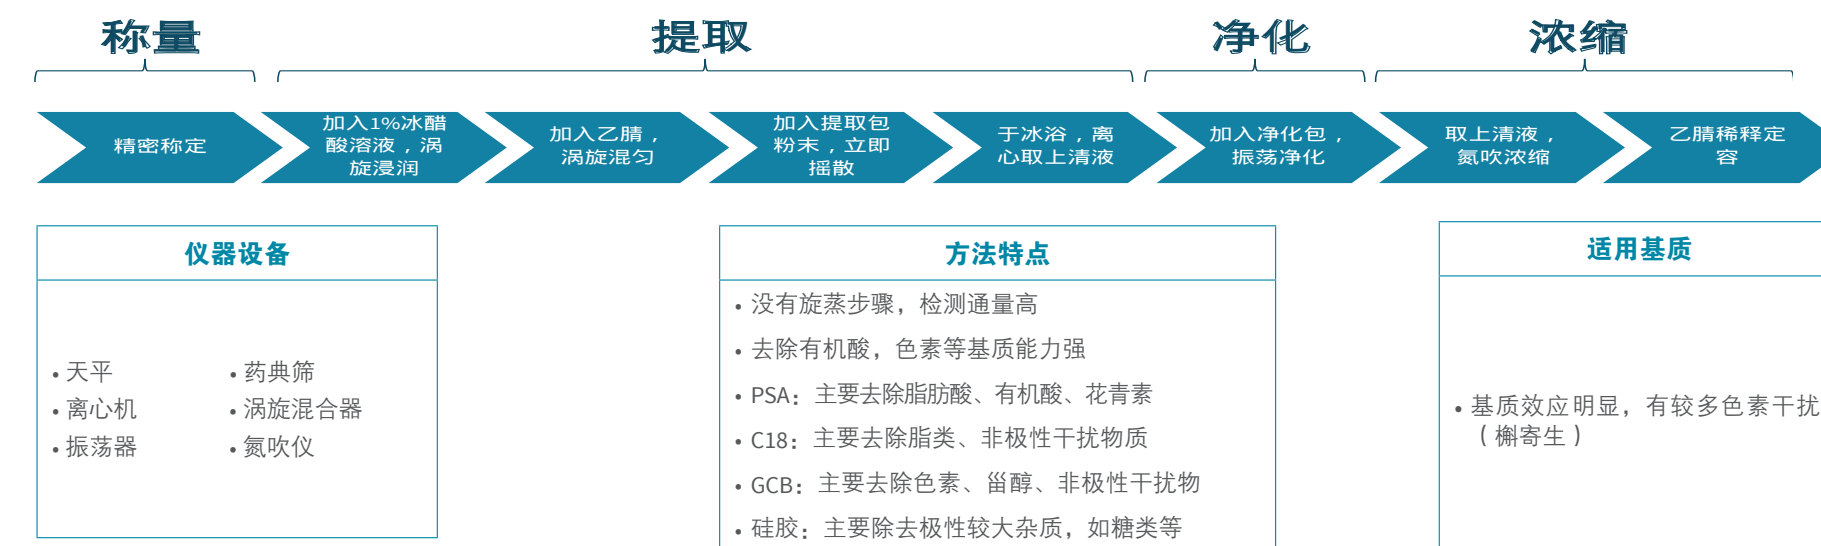 称量
提取
净化
浓缩
精密称定
加入1%冰醋
酸溶液，涡
旋浸润
加入乙腈，
涡旋混匀
加入提取包
粉末，立即
摇散
于冰浴，离
心取上清液
加入净化包，
振荡净化
取上清液，
氮吹浓缩
乙腈稀释定
容
仪器设备
• 天平
• 离心机
• 振荡器
• 药典筛
• 涡旋混合器
• 氮吹仪
方法特点
• 没有旋蒸步骤，检测通量高
• 去除有机酸，色素等基质能力强
• PSA：主要去除脂肪酸、有机酸、花青素
• C18：主要去除脂类、非极性干扰物质
• GCB：主要去除色素、甾醇、非极性干扰物
• 硅胶：主要除去极性较大杂质，如糖类等
适用基质
• 基质效应明显，有较多色素干扰
（槲寄生）